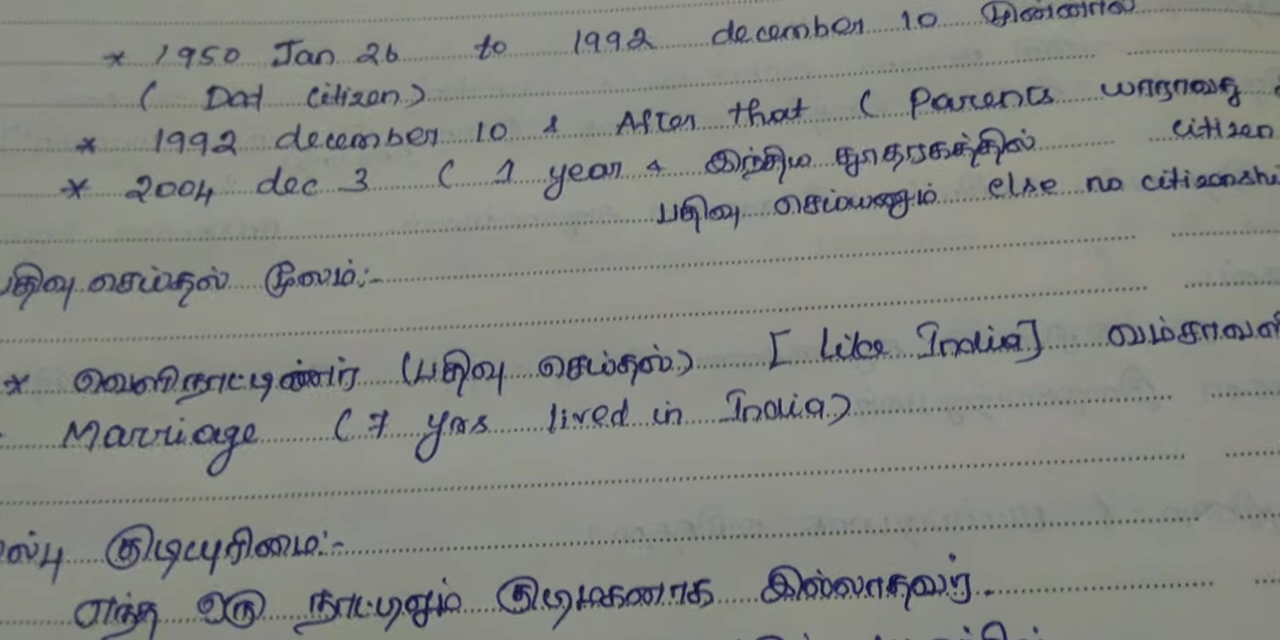 * 1950 Jan 26 to 1992 december 10 முன்னால்
( Dad citizen)
* 1992 december 10 & After that ( Parents யாராவது
citizen
* 2004 dec 3 ( 1 year & இந்திய தூதரகத்தில்
பதிவு செய்யணும் else no citizenshi
பதிவு செய்தல் மூலம்:-
* வெளிநாட்டினர் (பதிவு செய்தல்) [ Like India] வம்சாவளி
Marriage ( 7 yrs lived in India)
ல்பு குடியுரிமை:-
எந்த ஒரு நாட்டிலும் குடிமகனாக இல்லாதவர்.